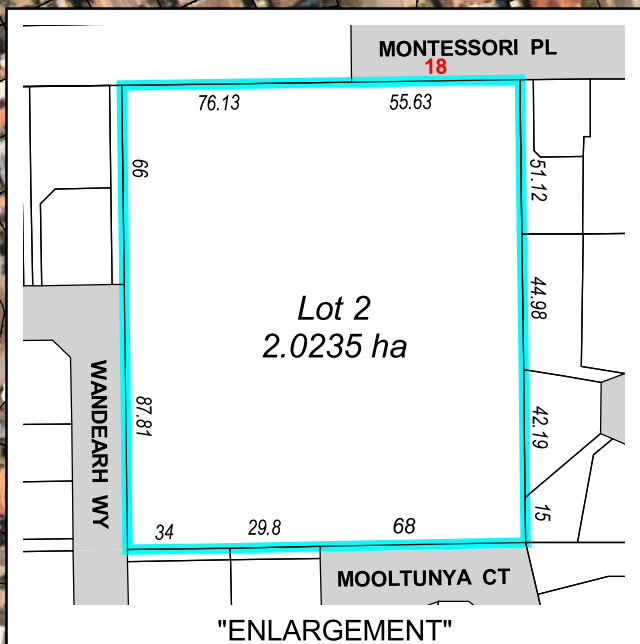 MONTESSORI PL
18
76.13
55.63
66
51.12
44.98
Lot 2
2.0235 ha
WANDEARH WY
87.81
42.19
15
34
29.8
68
MOOLTUNYA CT
"ENLARGEMENT"